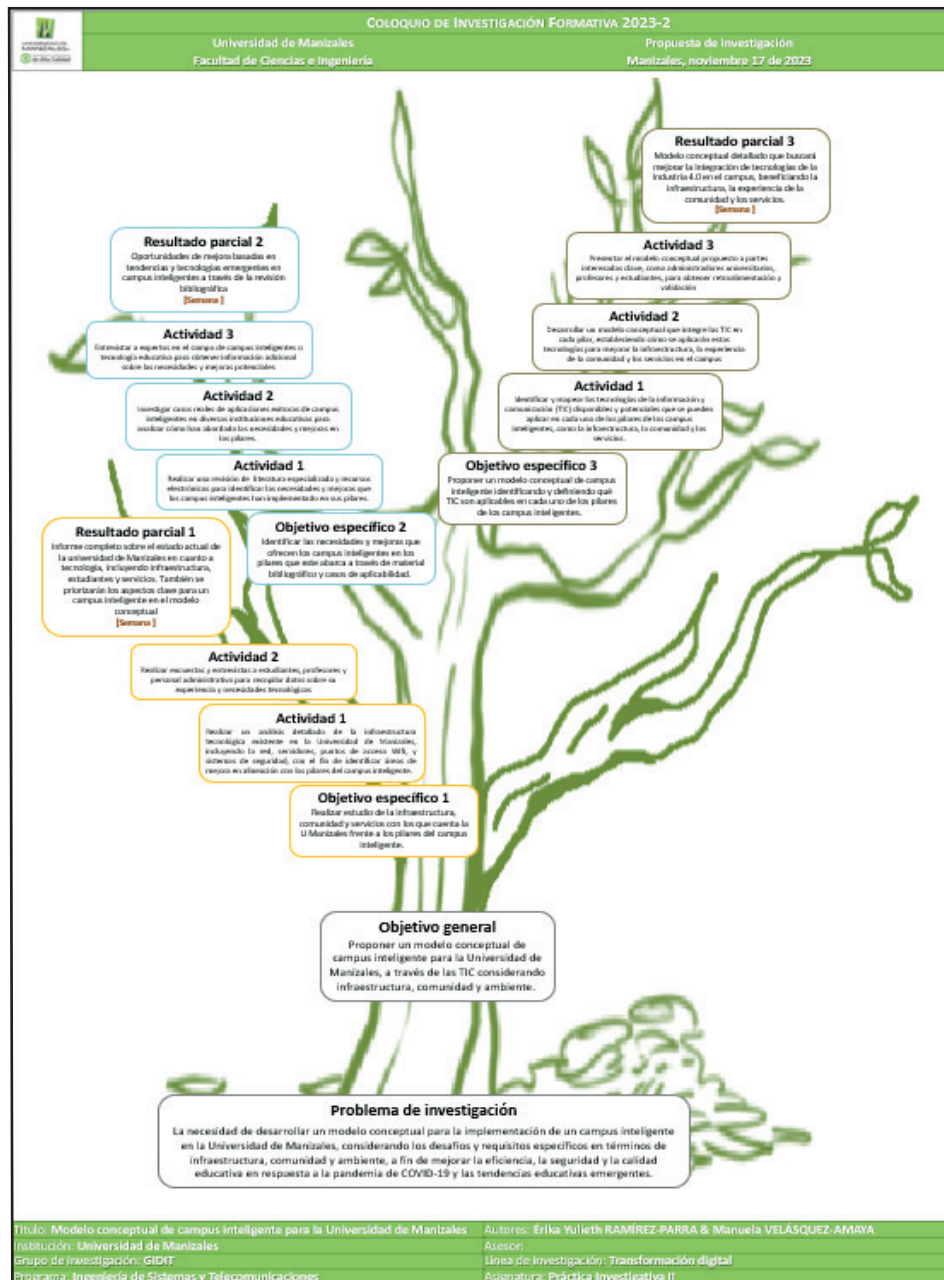 COLOQUIO DE INVESTIGACIÓN FORMATIVA 2023-2
Universidad de Manizales
Facultad de Ciencias e Ingeniería
Propuesta de investigación
Manizales, noviembre 17 de 2023
UNIVERSIDAD DE
MANIZALES
de Alta Calidad
Resultado parcial 3
Modelo conceptual detallado que buscará
mejorar la integración de tecnologías de la
Industria 4.0 en el campus, beneficiando la
infraestructura, la experiencia de la
comunidad y los servicios.
[Semana ]
Actividad 3
Presentar el modelo conceptual propuesto a partes
interesadas clave, como administradores universitarios,
profesores y estudiantes, para obtener retroalimentación y
validación
Actividad 2
Desarrollar un modelo conceptual que integre las TIC en
cada pilar, estableciendo cómo se aplicarán estas
tecnologías para mejorar la infraestructura, la experiencia
de la comunidad y los servicios en el campus
Actividad 1
Identificar y mapear las tecnologías de la información y
comunicación (TIC) disponibles y potenciales que se pueden
aplicar en cada uno de los pilares de los campus
inteligentes, como la infraestructura, la comunidad y los
servicios.
Objetivo específico 3
Proponer un modelo conceptual de campus
inteligente identificando y definiendo qué
TIC son aplicables en cada uno de los pilares
de los campus inteligentes.
Resultado parcial 2
Oportunidades de mejora basadas en
tendencias y tecnologías emergentes en
campus inteligentes a través de la revisión
bibliográfica
[Semana ]
Actividad 3
Entrevistar a expertos en el campo de campus inteligentes o
tecnología educativa para obtener información adicional
sobre las necesidades y mejoras potenciales
Actividad 2
Investigar casos reales de aplicaciones exitosas de campus
inteligentes en diversas instituciones educativas para
analizar cómo han abordado las necesidades y mejoras en
los pilares.
Actividad 1
Realizar una revisión de literatura especializada y recursos
electrónicos para identificar las necesidades y mejoras que
los campus inteligentes han implementado en sus pilares.
Objetivo específico 2
Identificar las necesidades y mejoras que
ofrecen los campus inteligentes en los
pilares que este abarca a través de material
bibliográfico y casos de aplicabilidad.
Resultado parcial 1
Informe completo sobre el estado actual de
la universidad de Manizales en cuanto a
tecnología, incluyendo infraestructura,
estudiantes y servicios. También se
priorizarán los aspectos clave para un
campus inteligente en el modelo
conceptual
[Semana ]
Actividad 2
Realizar encuestas y entrevistas a estudiantes, profesores y
personal administrativo para recopilar datos sobre su
experiencia y necesidades tecnológicas
Actividad 1
Realizar un análisis detallado de la infraestructura
tecnológica existente en la Universidad de Manizales,
incluyendo la red, servidores, puntos de acceso Wifi, y
sistemas de seguridad, con el fin de identificar áreas de
mejora en alineación con los pilares del campus inteligente.
Objetivo específico 1
Realizar estudio de la infraestructura,
comunidad y servicios con los que cuenta la
U Manizales frente a los pilares del campus
inteligente.
Objetivo general
Proponer un modelo conceptual de
campus inteligente para la Universidad de
Manizales, a través de las TIC considerando
infraestructura, comunidad y ambiente.
Problema de investigación
La necesidad de desarrollar un modelo conceptual para la implementación de un campus inteligente
en la Universidad de Manizales, considerando los desafíos y requisitos específicos en términos de
infraestructura, comunidad y ambiente, a fin de mejorar la eficiencia, la seguridad y la calidad
educativa en respuesta a la pandemia de COVID-19 y las tendencias educativas emergentes.
Título: Modelo conceptual de campus inteligente para la Universidad de Manizales
Institución: Universidad de Manizales
Grupo de investigación: GIDIT
Programa: Ingeniería de Sistemas y Telecomunicaciones
Autores: Erika Yulieth RAMÍREZ-PARRA & Manuela VELÁSQUEZ-AMAYA
Asesor:
Línea de investigación: Transformación digital
Asignatura: Práctica Investigativa II